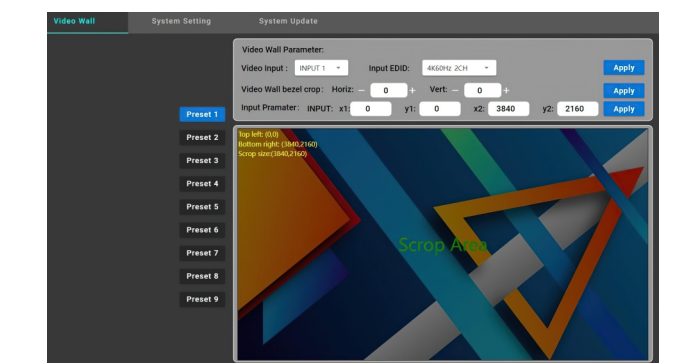 Video Wall System Setting System Update
Video Wall Parameter:
Video Input : INPUT 1 Input EDID: 4K60Hz 2CH Apply
Video Wall bezel crop : Horiz: − 0 + Vert: − 0 + Apply
Input Pramater: INPUT: x1: 0 y1: 0 x2: 3840 y2: 2160 Apply
Preset 1
Preset 2
Preset 3
Preset 4
Preset 5
Preset 6
Preset 7
Preset 8
Preset 9
Top left: (0,0)
Bottom right: (3840,2160)
Scrop size:(3840,2160)
Scrop Area